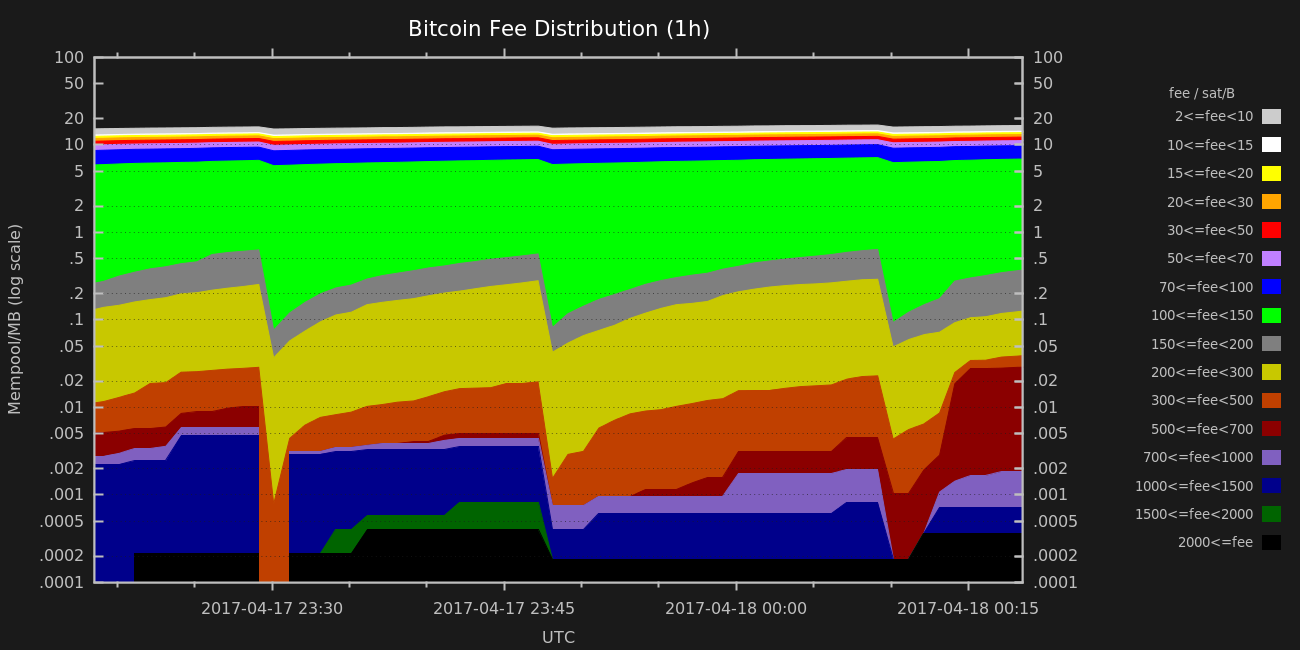 Bitcoin Fee Distribution (1h)
Mempool/MB (log scale)
100
50
20
10
5
2
1
.5
.2
.1
.05
.02
.01
.005
.002
.001
.0005
.0002
.0001
100
50
20
10
5
2
1
.5
.2
.1
.05
.02
.01
.005
.002
.001
.0005
.0002
.0001
2017-04-17 23:30
2017-04-17 23:45
2017-04-18 00:00
2017-04-18 00:15
UTC
fee / sat/B
2<=fee<10
10<=fee<15
15<=fee<20
20<=fee<30
30<=fee<50
50<=fee<70
70<=fee<100
100<=fee<150
150<=fee<200
200<=fee<300
300<=fee<500
500<=fee<700
700<=fee<1000
1000<=fee<1500
1500<=fee<2000
2000<=fee